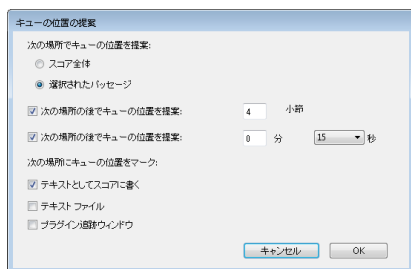 キューの位置の提案
次の場所でキューの位置を提案:
スコア全体
選択されたパッセージ
次の場所の後でキューの位置を提案: 4 小節
次の場所の後でキューの位置を提案: 0 分 15 秒
次の場所にキューの位置をマーク:
テキストとしてスコアに書く
テキスト ファイル
プラグイン追跡ウィンドウ
キャンセル OK